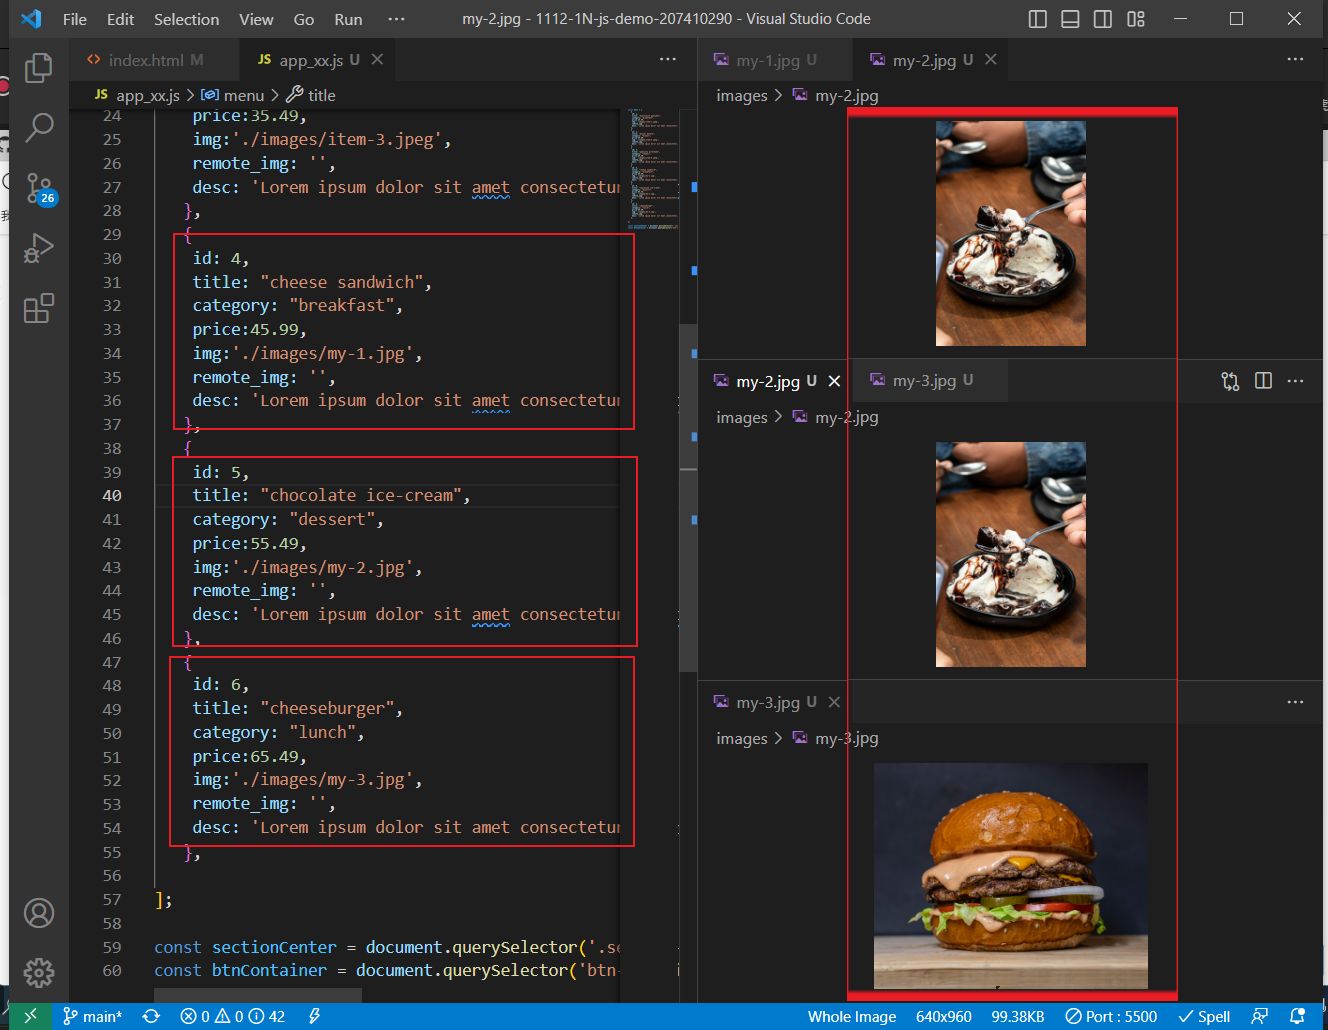 File Edit Selection View Go Run ··· my-2.jpg - 1112-1N-js-demo-207410290 - Visual Studio Code
index.html M JS app_xx.js U
JS app_xx.js > menu > title
24 price:35.49,
25 img:'./images/item-3.jpeg',
26 remote_img: '',
27 desc: 'Lorem ipsum dolor sit amet consectetur
28 },
29 {
30 id: 4,
31 title: "cheese sandwich",
32 category: "breakfast",
33 price:45.99,
34 img:'./images/my-1.jpg',
35 remote_img: '',
36 desc: 'Lorem ipsum dolor sit amet consectetur
37 },
38 {
39 id: 5,
40 title: "chocolate ice-cream",
41 category: "dessert",
42 price:55.49,
43 img:'./images/my-2.jpg',
44 remote_img: '',
45 desc: 'Lorem ipsum dolor sit amet consectetur
46 },
47 {
48 id: 6,
49 title: "cheeseburger",
50 category: "lunch",
51 price:65.49,
52 img:'./images/my-3.jpg',
53 remote_img: '',
54 desc: 'Lorem ipsum dolor sit amet consectetur
55 },
56
57 ];
58
59 const sectionCenter = document.querySelector('.se
60 const btnContainer = document.querySelector('btn-
my-1.jpg U my-2.jpg U
images > my-2.jpg
my-2.jpg U my-3.jpg U
images > my-2.jpg
my-3.jpg U
images > my-3.jpg
26
main* 0 0 42 Whole Image 640x960 99.38KB Port : 5500 Spell